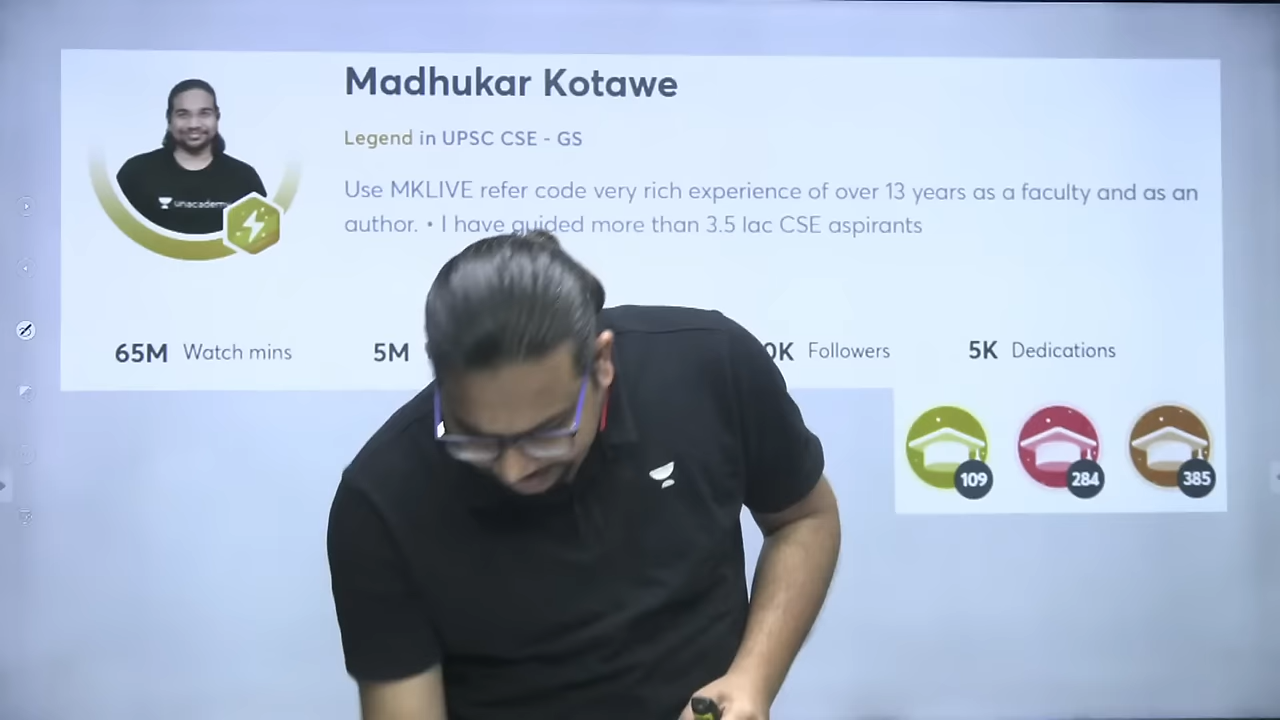 Madhukar Kotawe
Legend in UPSC CSE - GS
Use MKLIVE refer code very rich experience of over 13 years as a faculty and as an
author. • I have guided more than 3.5 lac CSE aspirants
unacademy
65M Watch mins 5M Followers 5K Dedications
109 284 385